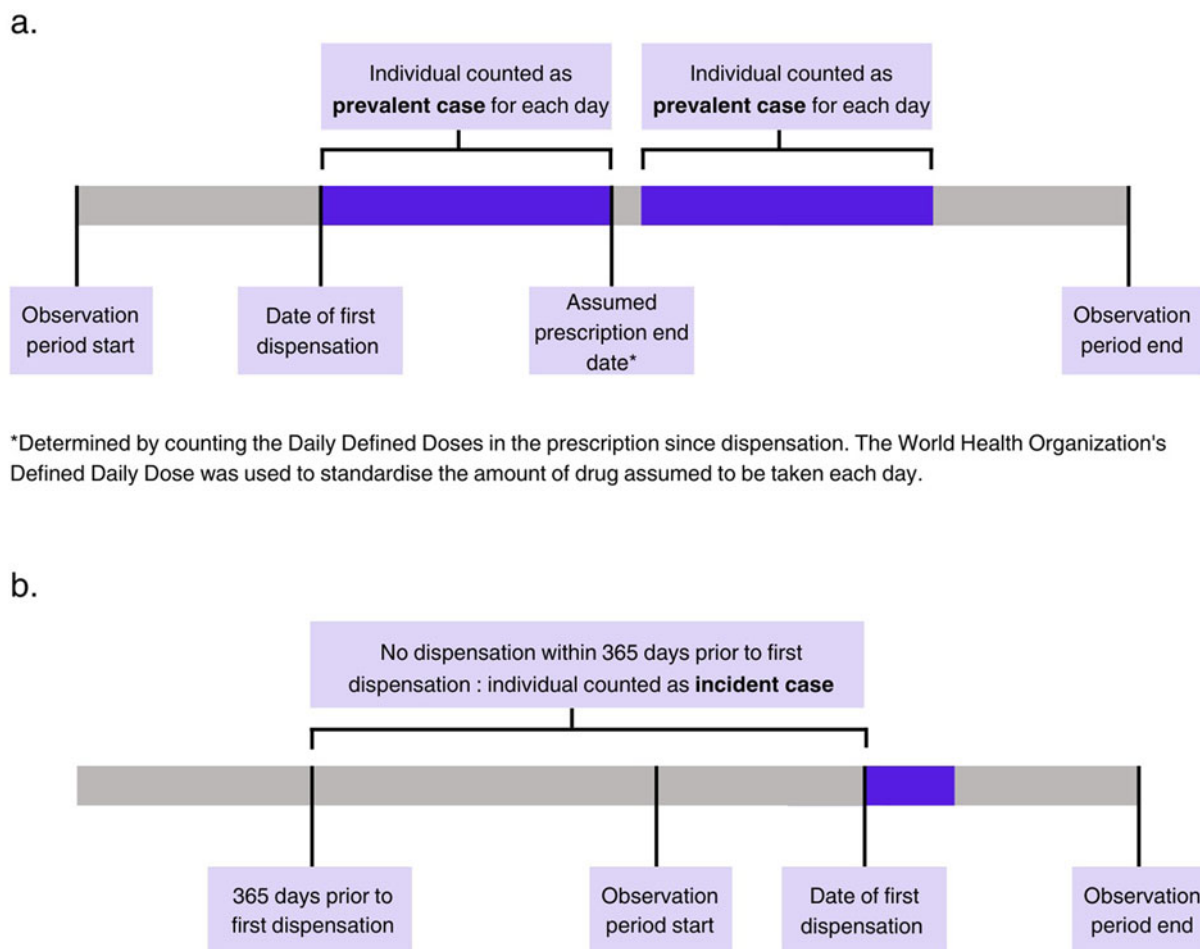 a.
Individual counted as
prevalent case for each day
Individual counted as
prevalent case for each day
Observation
period start
Date of first
dispensation
Assumed
prescription end
date*
Observation
period end
*Determined by counting the Daily Defined Doses in the prescription since dispensation. The World Health Organization's
Defined Daily Dose was used to standardise the amount of drug assumed to be taken each day.
b.
No dispensation within 365 days prior to first
dispensation : individual counted as incident case
365 days prior to
first dispensation
Observation
period start
Date of first
dispensation
Observation
period end